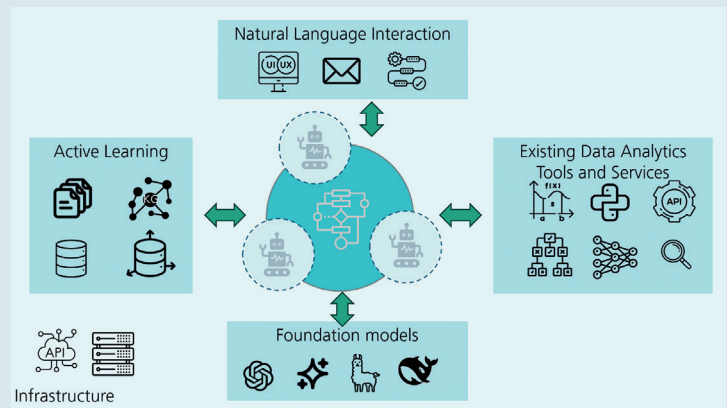 Natural Language Interaction
UI UX
Active Learning
KG
Existing Data Analytics
Tools and Services
f(x)
s
a b
API
Foundation models
API
Infrastructure